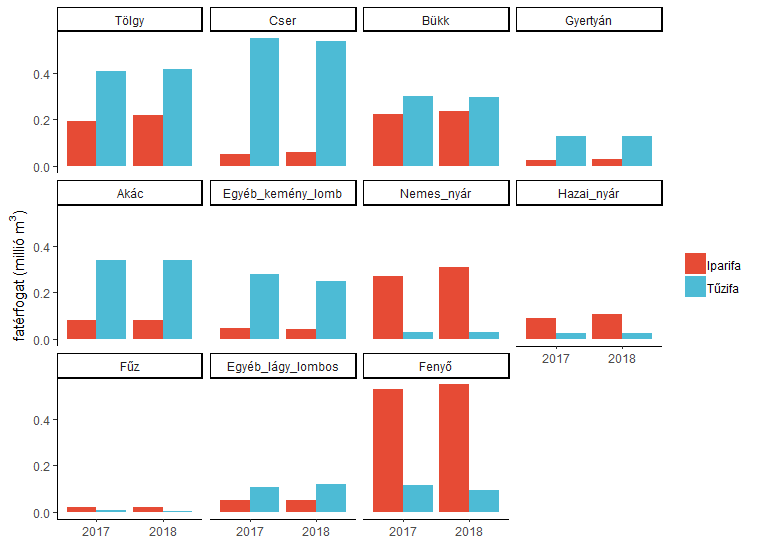 Tölgy
Cser
Bükk
Gyertyán
0.4
0.2
0.0
Akác
Egyéb_kemény_lomb
Nemes_nyár
Hazai_nyár
0.4
0.2
0.0
2017
2018
Fűz
Egyéb_lágy_lombos
Fenyő
0.4
0.2
0.0
2017
2018
2017
2018
2017
2018
fatérfogat (millió m³)
Iparifa
Tűzifa